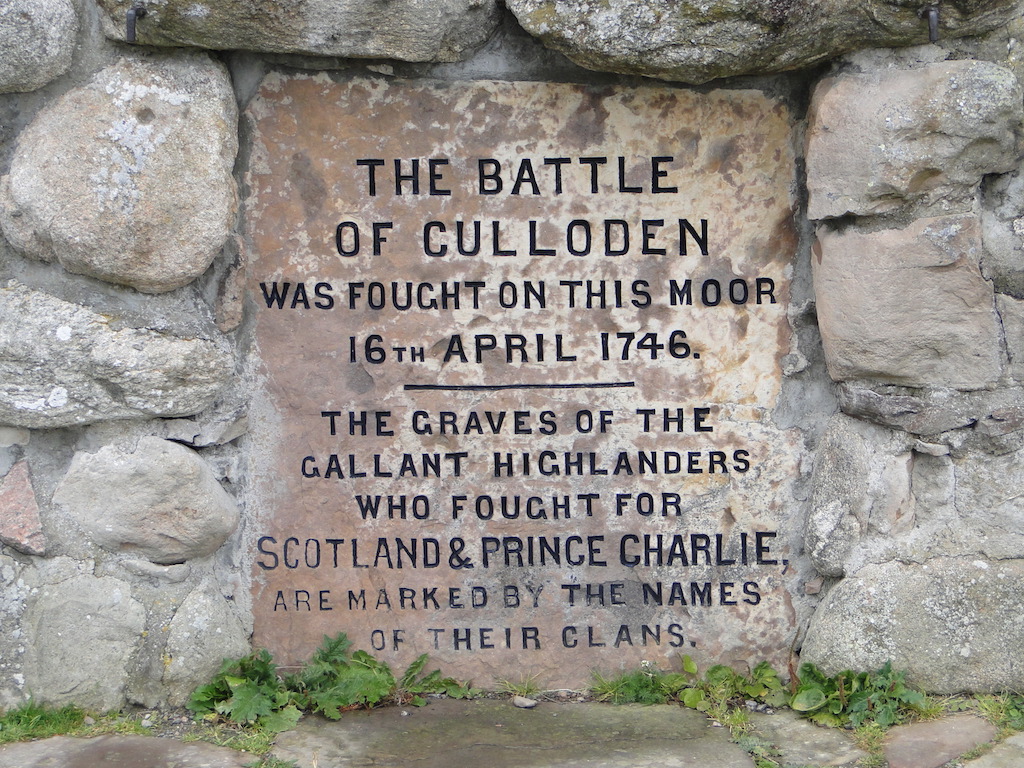 THE BATTLE
OF CULLODEN
WAS FOUGHT ON THIS MOOR
16TH APRIL 1746.
THE GRAVES OF THE
GALLANT HIGHLANDERS
WHO FOUGHT FOR
SCOTLAND & PRINCE CHARLIE,
ARE MARKED BY THE NAMES
OF THEIR CLANS.